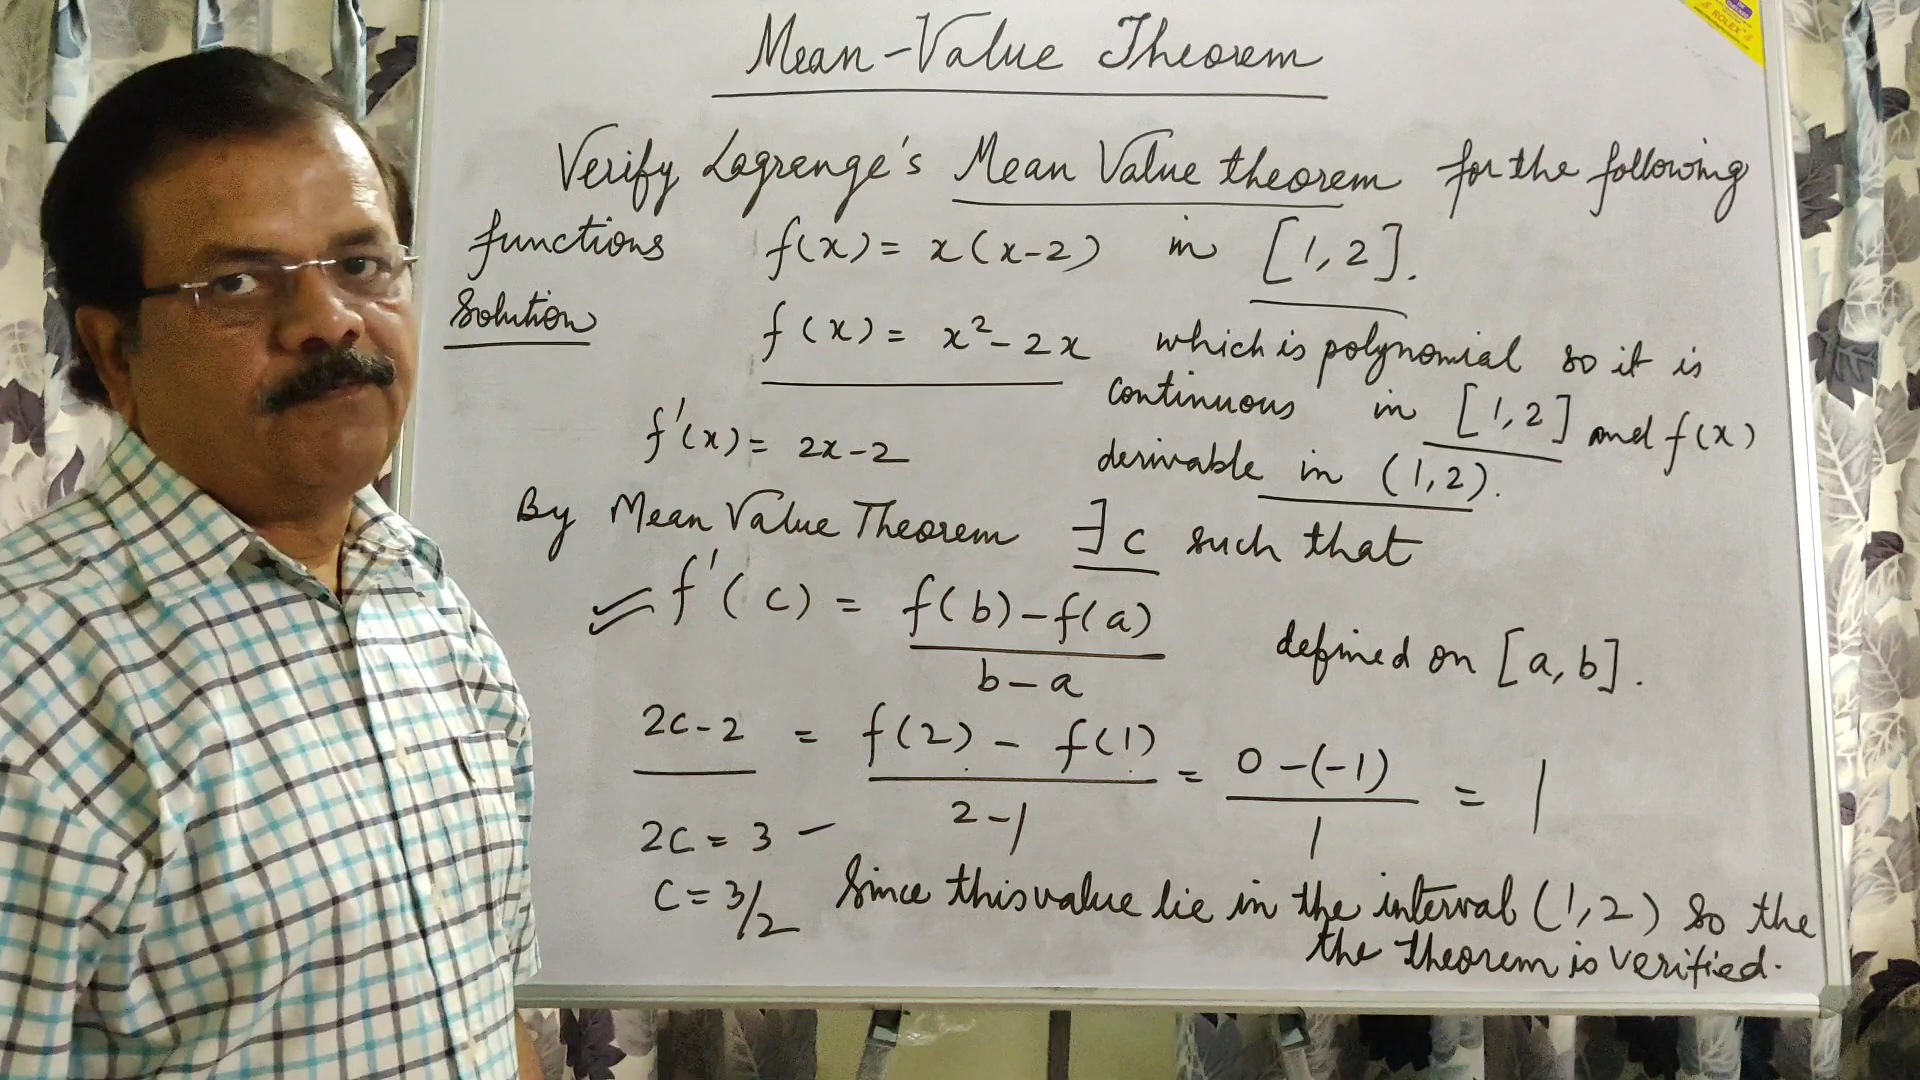 Mean-Value Theorem
Verify Lagrenge's Mean Value theorem for the following
functions f(x) = x(x-2) in [1,2].
Solution f(x) = x²-2x which is polynomial so it is
continuous in [1,2] and f(x)
f'(x) = 2x-2 derivable in (1,2).
By Mean Value Theorem ∃ c such that
f'(c) = f(b)-f(a) / b-a defined on [a,b].
2c-2 = f(2) - f(1) / 2-1 = 0-(-1) / 1 = 1
2c = 3 -
c = 3/2 Since this value lie in the interval (1,2) so the
the theorem is verified.
ROLEX